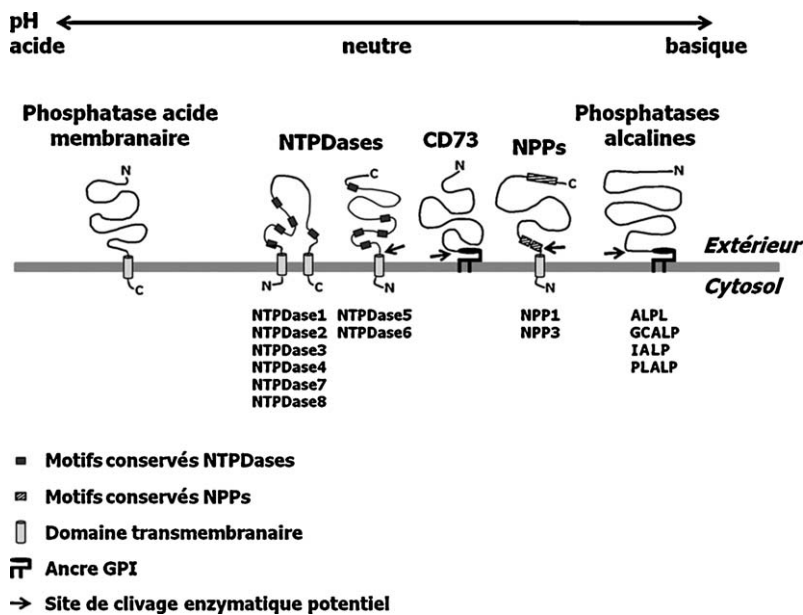 pH
acide neutre basique
Phosphatase acide
membranaire
NTPDases
CD73
NPPs
Phosphatases
alcalines
N
C
N
C
C
N
N
C
N
N
Extérieur
Cytosol
NTPDase1
NTPDase2
NTPDase3
NTPDase4
NTPDase7
NTPDase8
NTPDase5
NTPDase6
NPP1
NPP3
ALPL
GCALP
IALP
PLALP
Motifs conservés NTPDases
Motifs conservés NPPs
Domaine transmembranaire
Ancre GPI
Site de clivage enzymatique potentiel